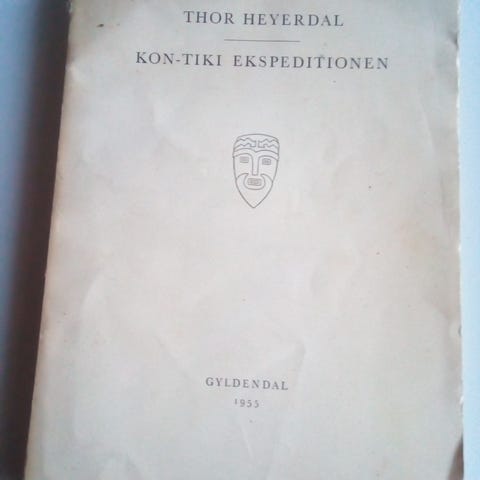 THOR HEYERDAL
KON-TIKI EKSPEDITIONEN
GYLDENDAL
1955